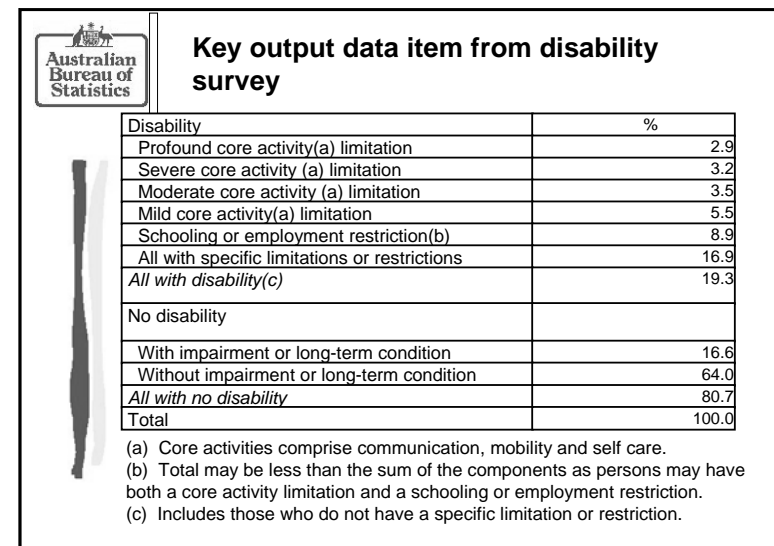 Australian
Bureau of
Statistics
Key output data item from disability
survey
Disability %
Profound core activity(a) limitation 2.9
Severe core activity (a) limitation 3.2
Moderate core activity (a) limitation 3.5
Mild core activity(a) limitation 5.5
Schooling or employment restriction(b) 8.9
All with specific limitations or restrictions 16.9
All with disability(c) 19.3
No disability
With impairment or long-term condition 16.6
Without impairment or long-term condition 64.0
All with no disability 80.7
Total 100.0
(a) Core activities comprise communication, mobility and self care.
(b) Total may be less than the sum of the components as persons may have
both a core activity limitation and a schooling or employment restriction.
(c) Includes those who do not have a specific limitation or restriction.